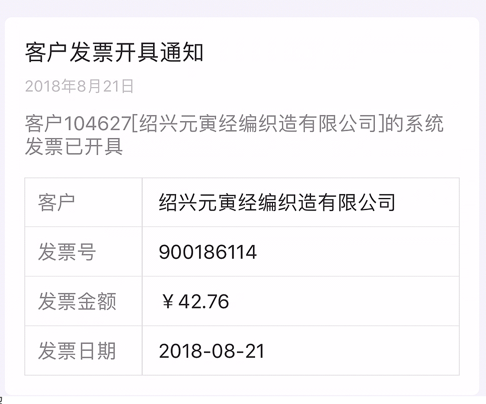 客户发票开具通知
2018年8月21日
客户104627[绍兴元寅经编织造有限公司]的系统
发票已开具
客户 绍兴元寅经编织造有限公司
发票号 900186114
发票金额 ￥42.76
发票日期 2018-08-21